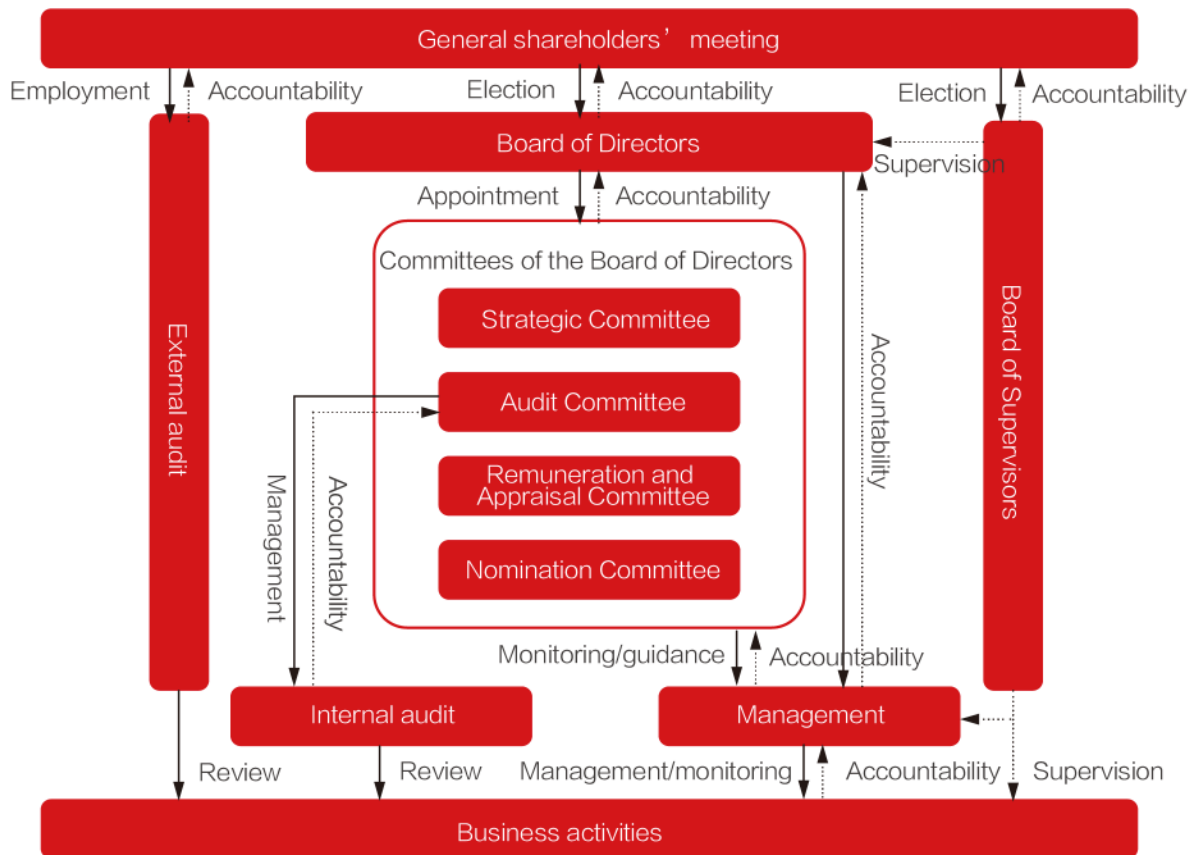 General shareholders’ meeting
Employment
Accountability
Election
Accountability
Election
Accountability
Board of Directors
Supervision
Appointment
Accountability
Committees of the Board of Directors
Strategic Committee
Audit Committee
Remuneration and
Appraisal Committee
Nomination Committee
External audit
Management
Accountability
Accountability
Board of Supervisors
Monitoring/guidance
Accountability
Internal audit
Management
Review
Review
Management/monitoring
Accountability
Supervision
Business activities